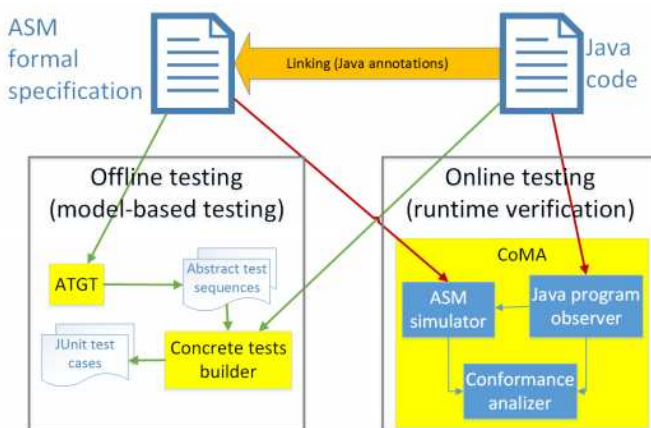 ASM
formal
specification
Linking (Java annotations)
Java
code
Offline testing
(model-based testing)
ATGT
Abstract test
sequences
JUnit test
cases
Concrete tests
builder
Online testing
(runtime verification)
CoMA
ASM
simulator
Java program
observer
Conformance
analizer